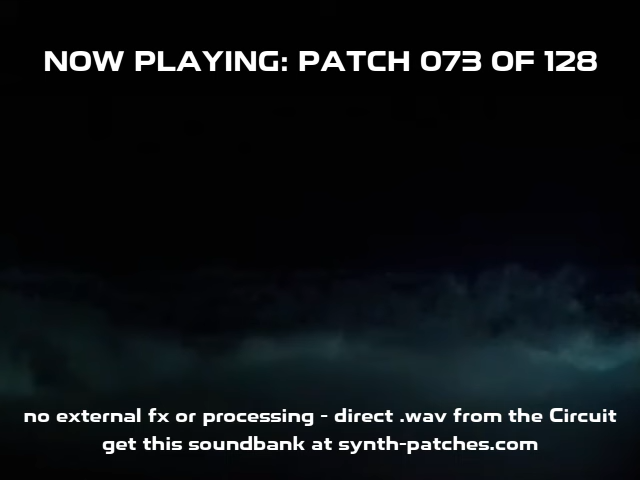 NOW PLAYING: PATCH 073 OF 128
no external fx or processing - direct .wav from the Circuit
get this soundbank at synth-patches.com